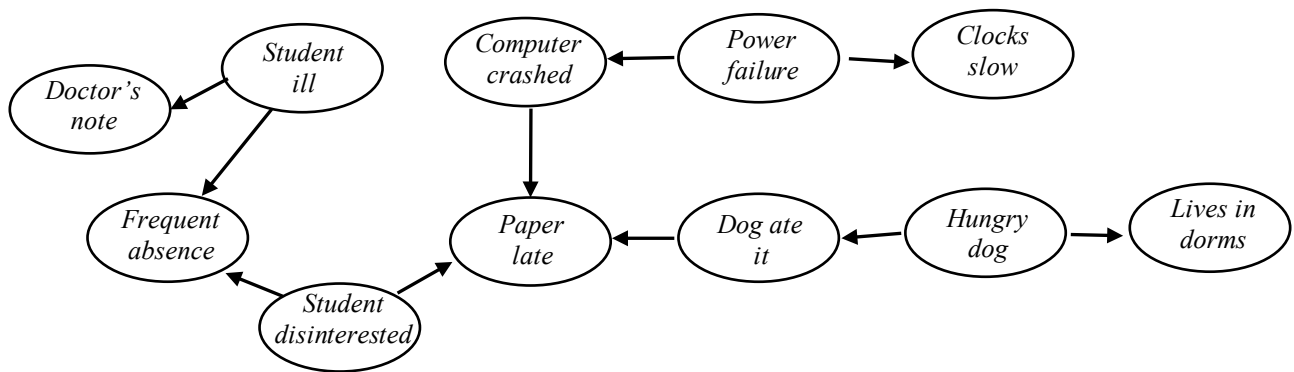 Student
ill
Computer
crashed
Power
failure
Clocks
slow
Doctor's
note
Frequent
absence
Paper
late
Dog ate
it
Hungry
dog
Lives in
dorms
Student
disinterested